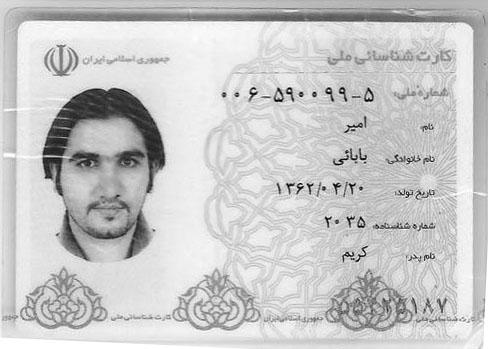 کارت شناسائی ملی
جمهوری اسلامی ایران
شماره ملی: ۰۰۶-۵۹۰۰۹۹-۵
نام: امیر
نام خانوادگی: بابائی
تاریخ تولد: ۱۳۶۲/۰۴/۲۰
شماره شناسنامه: ۲۰۳۵
نام پدر: کریم
کارت شناسائی ملی جمهوری اسلامی ایران کارت شناسائی ملی